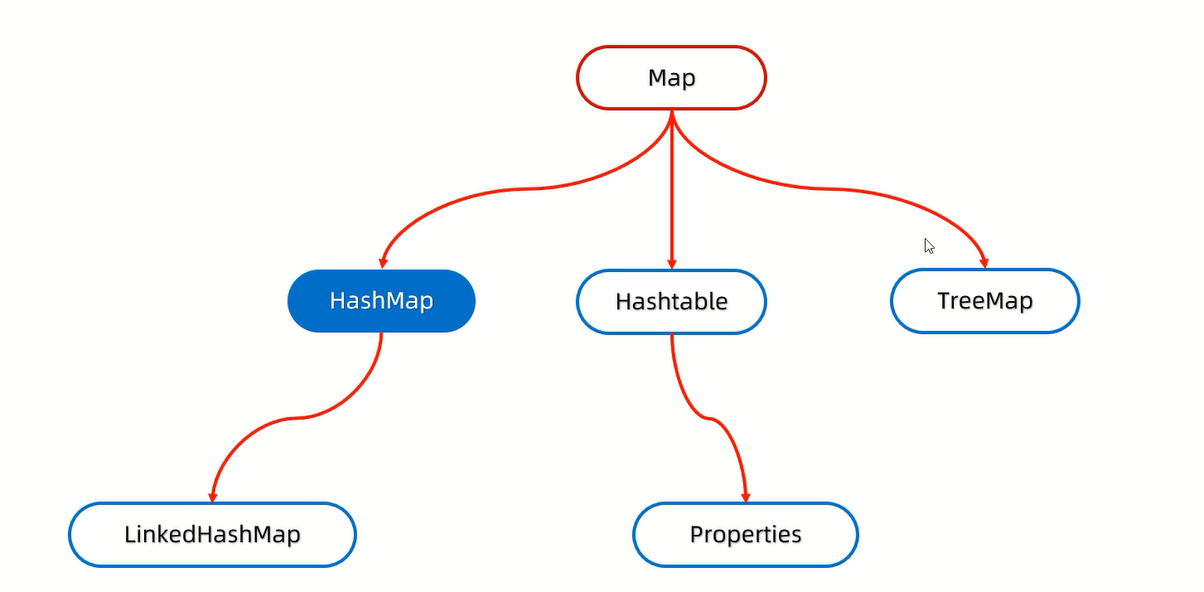 Map
HashMap
Hashtable
TreeMap
LinkedHashMap
Properties